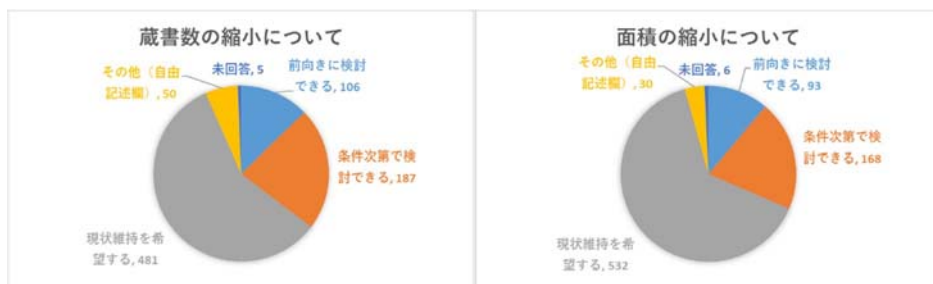 蔵書数の縮小について
その他（自由
記述欄）, 50
未回答, 5
前向きに検討
できる, 106
条件次第で検
討できる, 187
現状維持を希
望する, 481
面積の縮小について
その他（自由
記述欄）, 30
未回答, 6
前向きに検討
できる, 93
条件次第で検
討できる, 168
現状維持を希
望する, 532